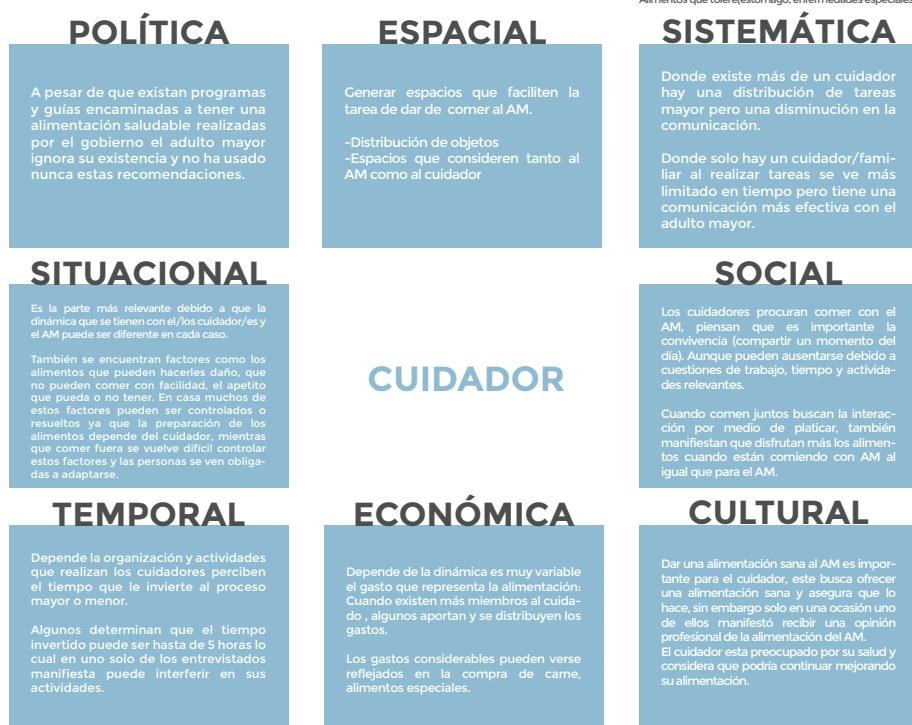 Alimentos que tolere(estomago, enfermedades especiales
POLÍTICA
A pesar de que existan programas
y guías encaminadas a tener una
alimentación saludable realizadas
por el gobierno el adulto mayor
ignora su existencia y no ha usado
nunca estas recomendaciones.
ESPACIAL
Generar espacios que faciliten la
tarea de dar de comer al AM.
-Distribución de objetos
-Espacios que consideren tanto al
AM como al cuidador
SISTEMÁTICA
Donde existe más de un cuidador
hay una distribución de tareas
mayor pero una disminución en la
comunicación.
Donde solo hay un cuidador/fami-
liar al realizar tareas se ve más
limitado en tiempo pero tiene una
comunicación más efectiva con el
adulto mayor.
SITUACIONAL
Es la parte más relevante debido a que la
dinámica que se tienen con el/los cuidador/es y
el AM puede ser diferente en cada caso.
También se encuentran factores como los
alimentos que pueden hacerles daño, que
no pueden comer con facilidad, el apetito
que pueda o no tener. En casa muchos de
estos factores pueden ser controlados o
resueltos ya que la preparación de los
alimentos depende del cuidador, mientras
que comer fuera se vuelve difícil controlar
estos factores y las personas se ven obliga-
das a adaptarse.
CUIDADOR
SOCIAL
Los cuidadores procuran comer con el
AM, piensan que es importante la
convivencia (compartir un momento del
día). Aunque pueden ausentarse debido a
cuestiones de trabajo, tiempo y activida-
des relevantes.
Cuando comen juntos buscan la interac-
ción por medio de platicar, también
manifiestan que disfrutan más los alimen-
tos cuando están comiendo con AM al
igual que para el AM.
TEMPORAL
Depende la organización y actividades
que realizan los cuidadores perciben
el tiempo que le invierte al proceso
mayor o menor.
Algunos determinan que el tiempo
invertido puede ser hasta de 5 horas lo
cual en uno solo de los entrevistados
manifiesta puede interferir en sus
actividades.
ECONÓMICA
Depende de la dinámica es muy variable
el gasto que representa la alimentación:
Cuando existen más miembros al cuida-
do , algunos aportan y se distribuyen los
gastos.
Los gastos considerables pueden verse
reflejados en la compra de carne,
alimentos especiales.
CULTURAL
Dar una alimentación sana al AM es impor-
tante para el cuidador, este busca ofrecer
una alimentación sana y asegura que lo
hace, sin embargo solo en una ocasión uno
de ellos manifestó recibir una opinión
profesional de la alimentación del AM.
El cuidador esta preocupado por su salud y
considera que podría continuar mejorando
su alimentación.